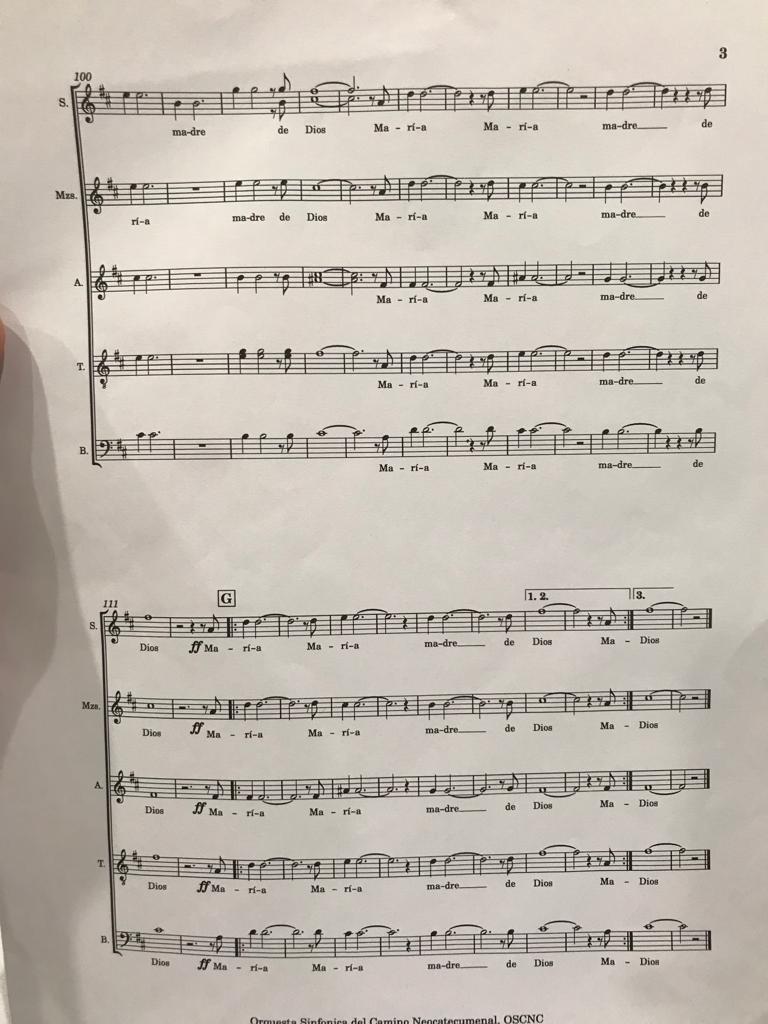 3
100
S.
ma-dre de Dios Ma - rí-a Ma - rí-a ma-dre de
Mzs.
rí-a ma-dre de Dios Ma - rí-a Ma - rí-a ma-dre de
A.
Ma - rí-a Ma - rí-a ma-dre de
T.
Ma - rí-a Ma - rí-a ma-dre de
B.
Ma - rí-a Ma - rí-a ma-dre de
111
G
1. 2. 3.
S.
Dios ff Ma - rí-a Ma - rí-a ma-dre de Dios Ma - Dios
Mzs.
Dios ff Ma - rí-a Ma - rí-a ma-dre de Dios Ma - Dios
A.
Dios ff Ma - rí-a Ma - rí-a ma-dre de Dios Ma - Dios
T.
Dios ff Ma - rí-a Ma - rí-a ma-dre de Dios Ma - Dios
B.
Dios ff Ma - rí-a Ma - rí-a ma-dre de Dios Ma - Dios
Orquesta Sinfonica del Camino Neocatecumenal, OSCNC